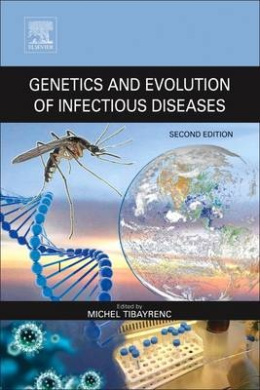 ELSEVIER
GENETICS AND EVOLUTION
OF INFECTIOUS DISEASES
SECOND EDITION
Edited by
MICHEL TIBAYRENC